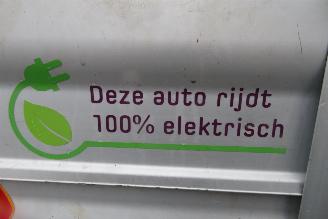 Deze auto rijdt
100% elektrisch